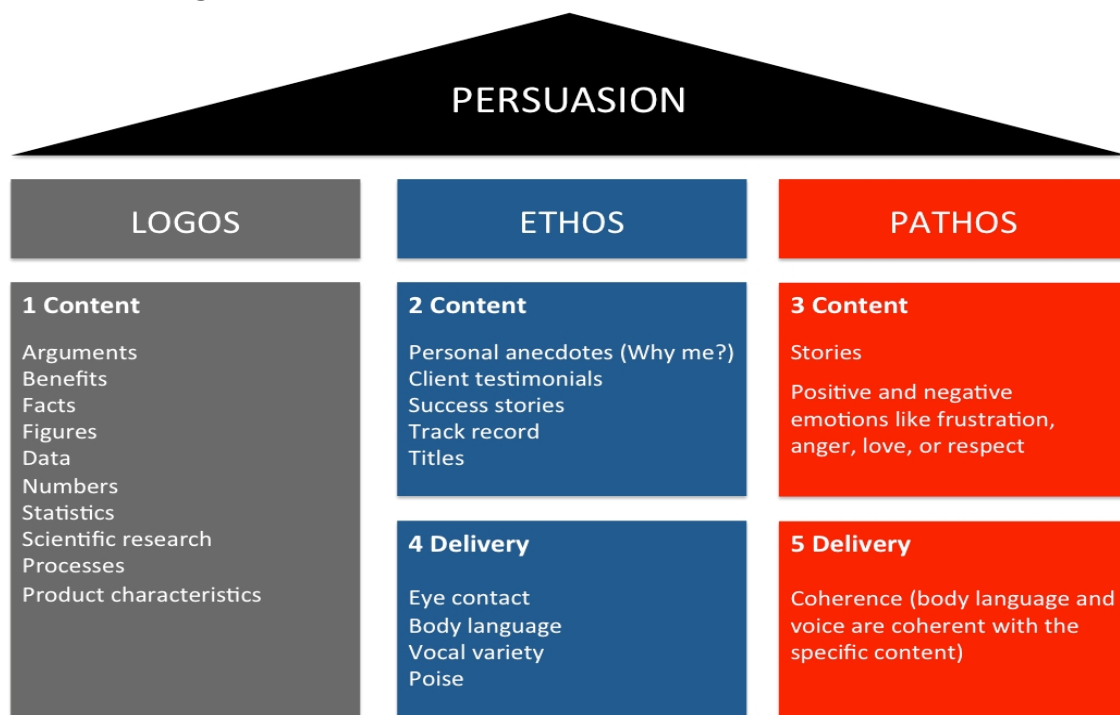 PERSUASION
LOGOS
ETHOS
PATHOS
1 Content
Arguments
Benefits
Facts
Figures
Data
Numbers
Statistics
Scientific research
Processes
Product characteristics
2 Content
Personal anecdotes (Why me?)
Client testimonials
Success stories
Track record
Titles
3 Content
Stories
Positive and negative
emotions like frustration,
anger, love, or respect
4 Delivery
Eye contact
Body language
Vocal variety
Poise
5 Delivery
Coherence (body language and
voice are coherent with the
specific content)